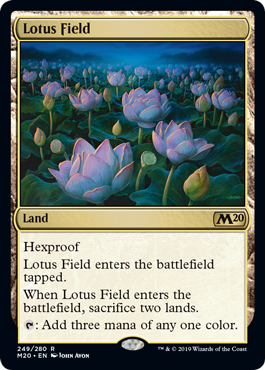 Lotus Field
Land
M20
Hexproof
Lotus Field enters the battlefield
tapped.
When Lotus Field enters the
battlefield, sacrifice two lands.
: Add three mana of any one color.
249/280 R
M20 • EN JOHN AVON
™ & © 2019 Wizards of the Coast